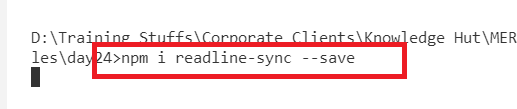 D:\Training Stuffs\Corporate Clients\Knowledge Hut\MER
les\day24>npm i readline-sync --save